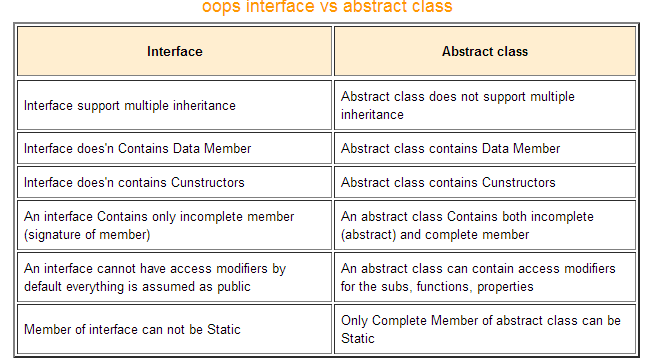 oops interface vs abstract class
Interface
Abstract class
Interface support multiple inheritance
Abstract class does not support multiple
inheritance
Interface does'n Contains Data Member
Abstract class contains Data Member
Interface does'n contains Cunstructors
Abstract class contains Cunstructors
An interface Contains only incomplete member
(signature of member)
An abstract class Contains both incomplete
(abstract) and complete member
An interface cannot have access modifiers by
default everything is assumed as public
An abstract class can contain access modifiers
for the subs, functions, properties
Member of interface can not be Static
Only Complete Member of abstract class can be
Static